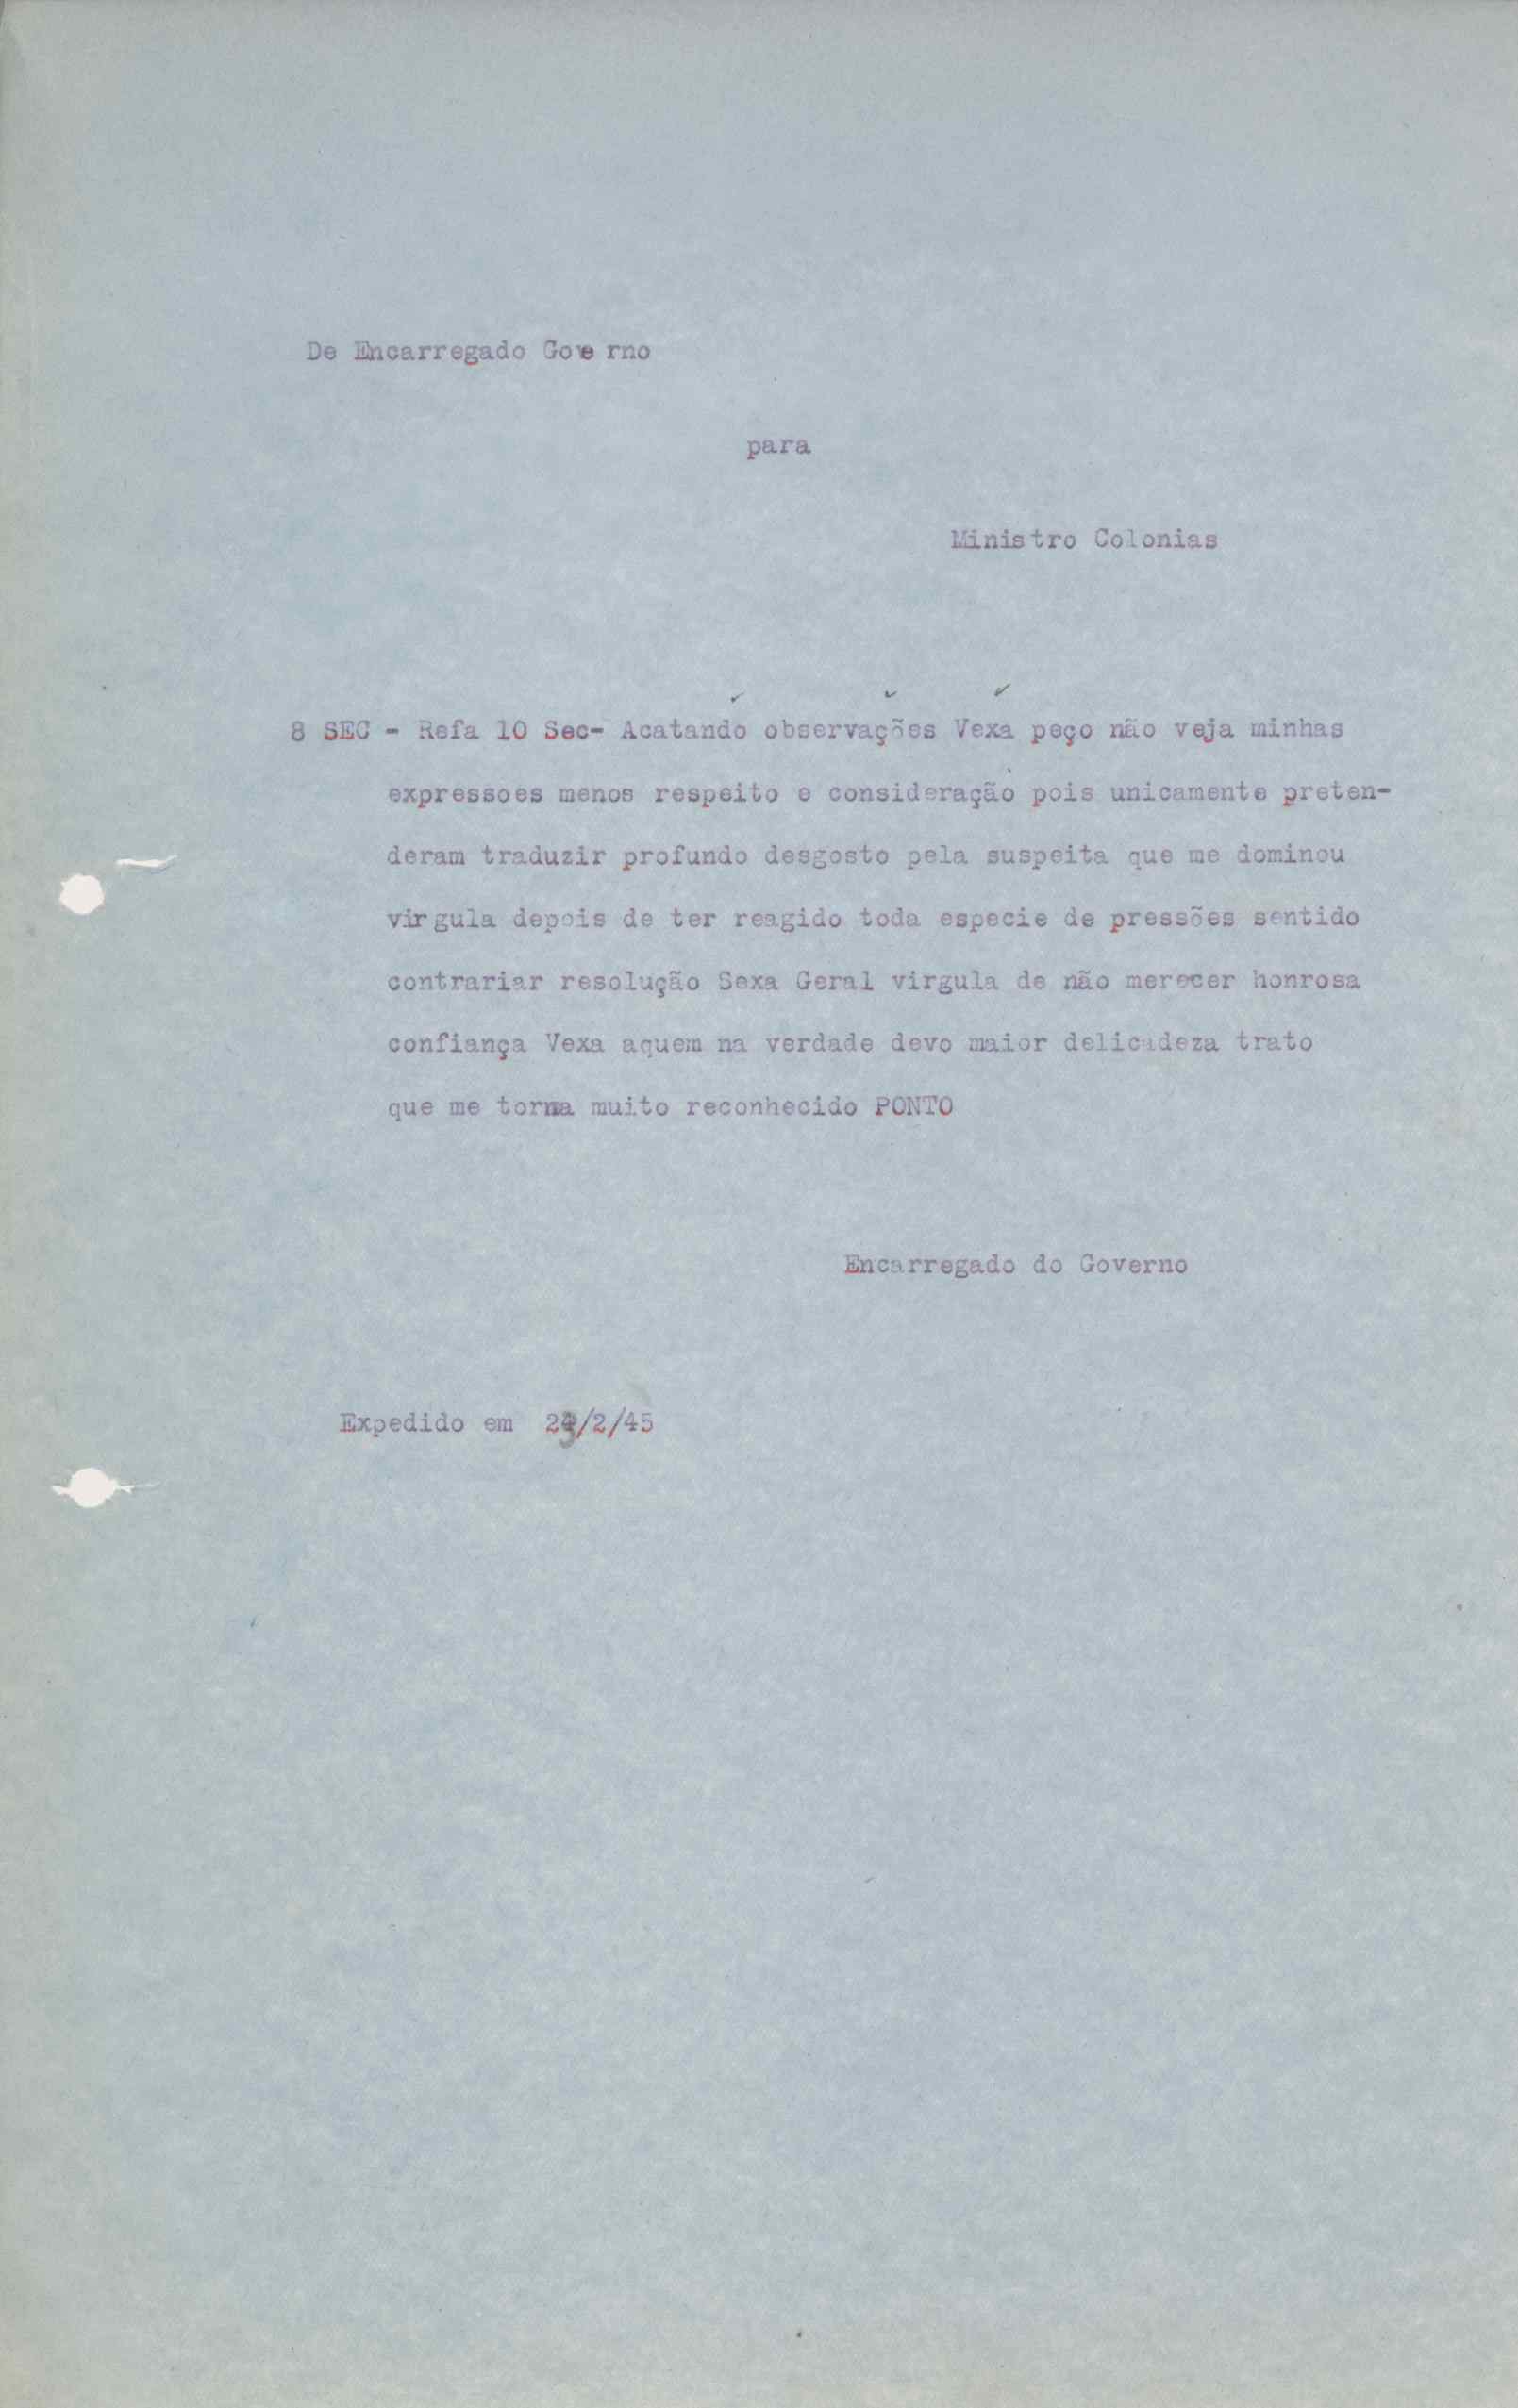 De Encarregado Governo
para
Ministro Colonias
8 SEC - Refa 10 Sec- Acatando observações Vexa peço não veja minhas
expressoes menos respeito e consideração pois unicamente preten-
deram traduzir profundo desgosto pela suspeita que me dominou
virgula depois de ter reagido toda especie de pressões sentido
contrariar resolução Sexa Geral virgula de não merecer honrosa
confiança Vexa aquem na verdade devo maior delicadeza trato
que me torna muito reconhecido PONTO
Encarregado do Governo
Expedido em 23/2/45